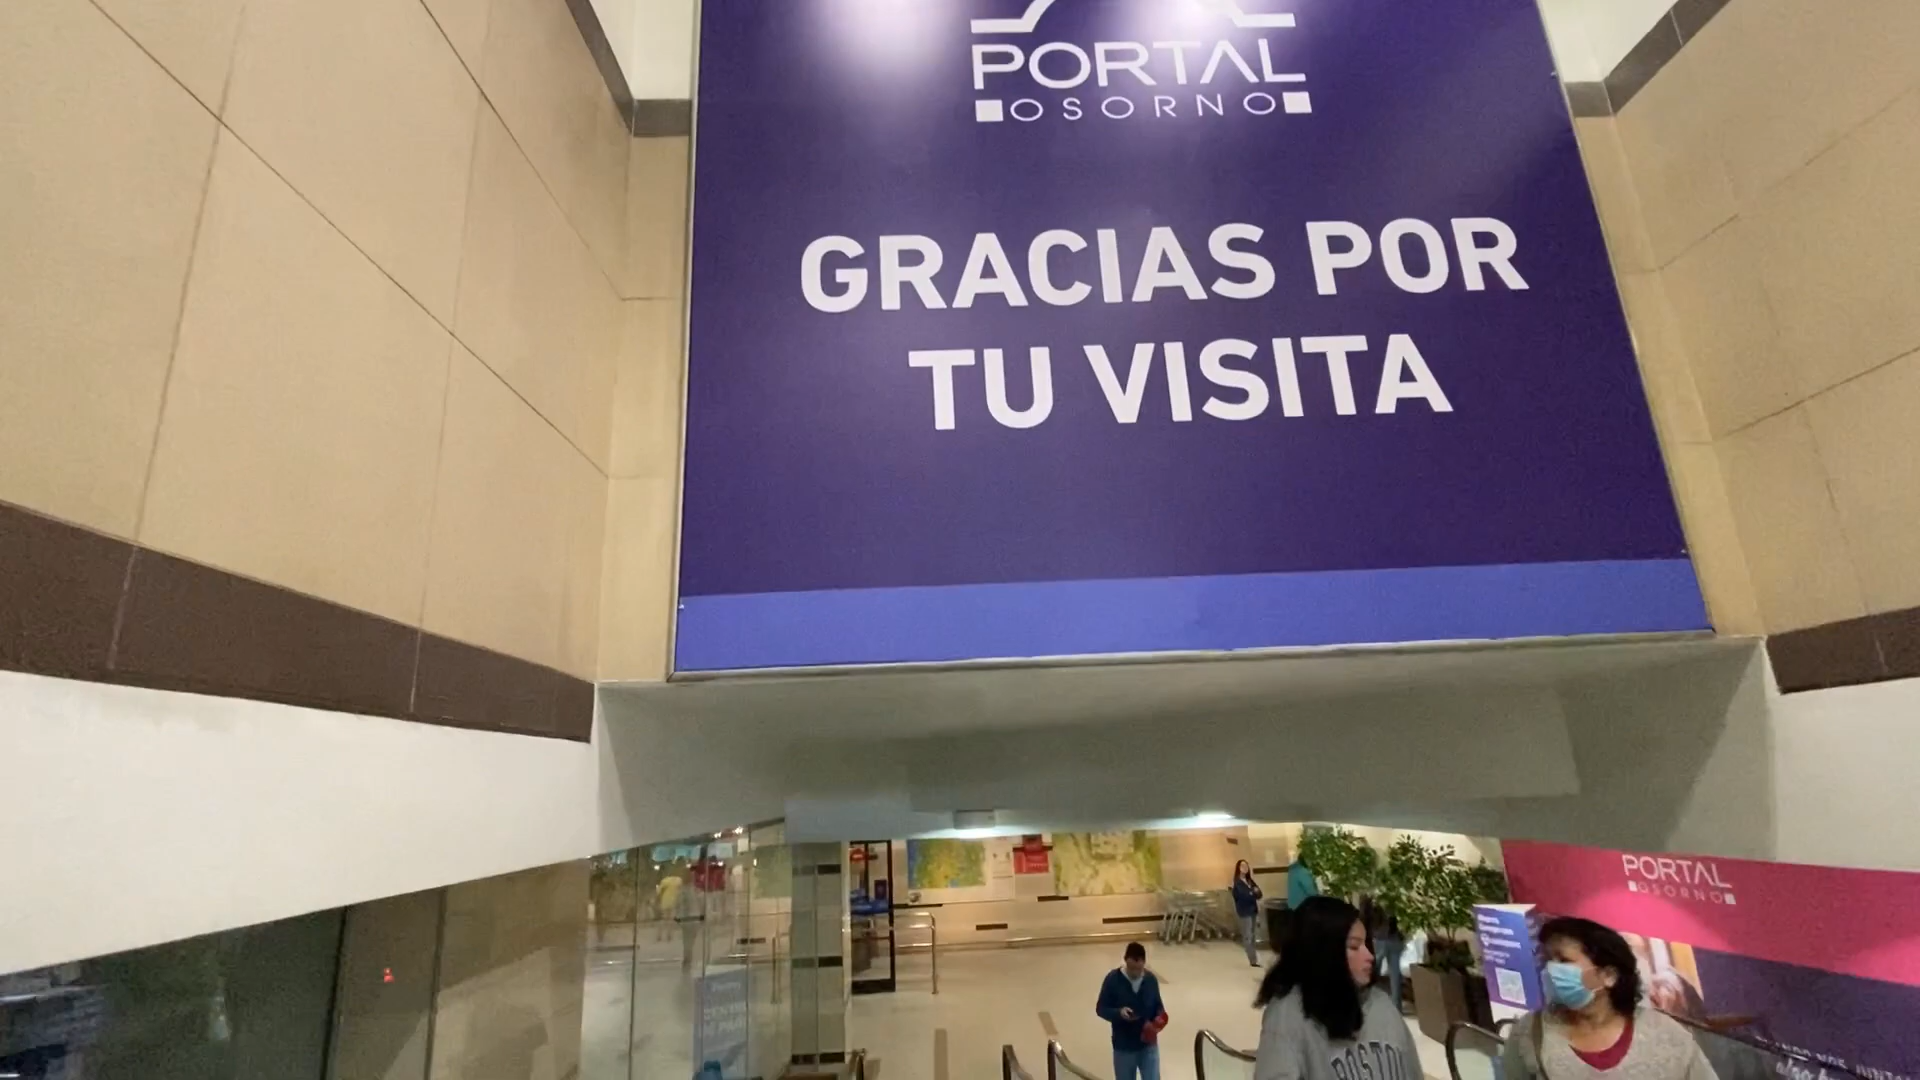 PORTAL
OSORNO
GRACIAS POR
TU VISITA
PORTAL
OSORNO
BOSTON